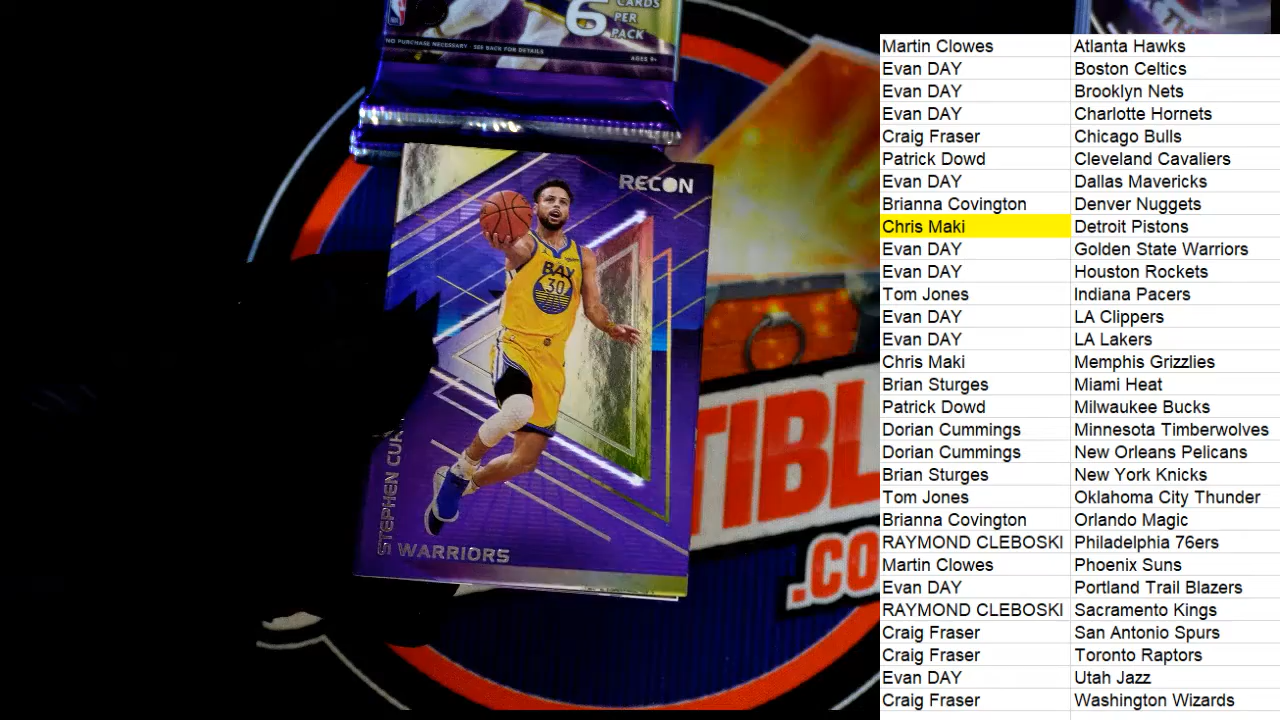 6 CARDS
PER
PACK
NO PURCHASE NECESSARY · SEE BACK FOR DETAILS
AGES 9+
RECON
BAY
30
STEPHEN CUR
WARRIORS
TIBL
.CO
Martin Clowes Atlanta Hawks
Evan DAY Boston Celtics
Evan DAY Brooklyn Nets
Evan DAY Charlotte Hornets
Craig Fraser Chicago Bulls
Patrick Dowd Cleveland Cavaliers
Evan DAY Dallas Mavericks
Brianna Covington Denver Nuggets
Chris Maki Detroit Pistons
Evan DAY Golden State Warriors
Evan DAY Houston Rockets
Tom Jones Indiana Pacers
Evan DAY LA Clippers
Evan DAY LA Lakers
Chris Maki Memphis Grizzlies
Brian Sturges Miami Heat
Patrick Dowd Milwaukee Bucks
Dorian Cummings Minnesota Timberwolves
Dorian Cummings New Orleans Pelicans
Brian Sturges New York Knicks
Tom Jones Oklahoma City Thunder
Brianna Covington Orlando Magic
RAYMOND CLEBOSKI Philadelphia 76ers
Martin Clowes Phoenix Suns
Evan DAY Portland Trail Blazers
RAYMOND CLEBOSKI Sacramento Kings
Craig Fraser San Antonio Spurs
Craig Fraser Toronto Raptors
Evan DAY Utah Jazz
Craig Fraser Washington Wizards